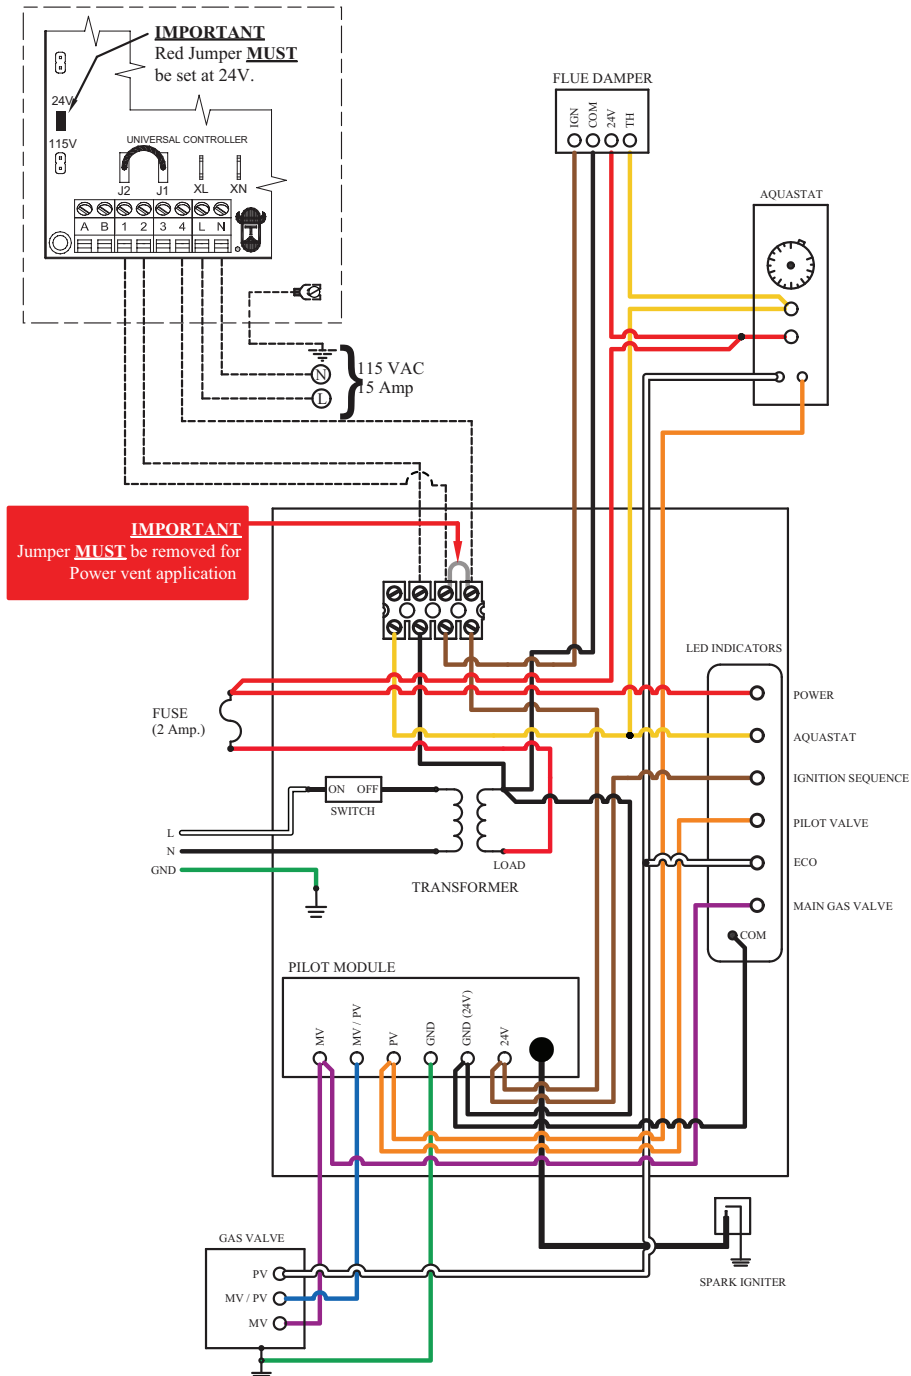 IMPORTANT
Red Jumper MUST
be set at 24V.
24V
115V
UNIVERSAL CONTROLLER
J2 J1 XL XN
A B 1 2 3 4 L N
T
N
L
115 VAC
15 Amp
FLUE DAMPER
IGN COM 24V TH
AQUASTAT
IMPORTANT
Jumper MUST be removed for
Power vent application
FUSE
(2 Amp.)
ON OFF
SWITCH
L
N
GND
LOAD
TRANSFORMER
LED INDICATORS
POWER
AQUASTAT
IGNITION SEQUENCE
PILOT VALVE
ECO
MAIN GAS VALVE
COM
PILOT MODULE
MV MV / PV PV GND GND (24V) 24V
GAS VALVE
PV
MV / PV
MV
SPARK IGNITER